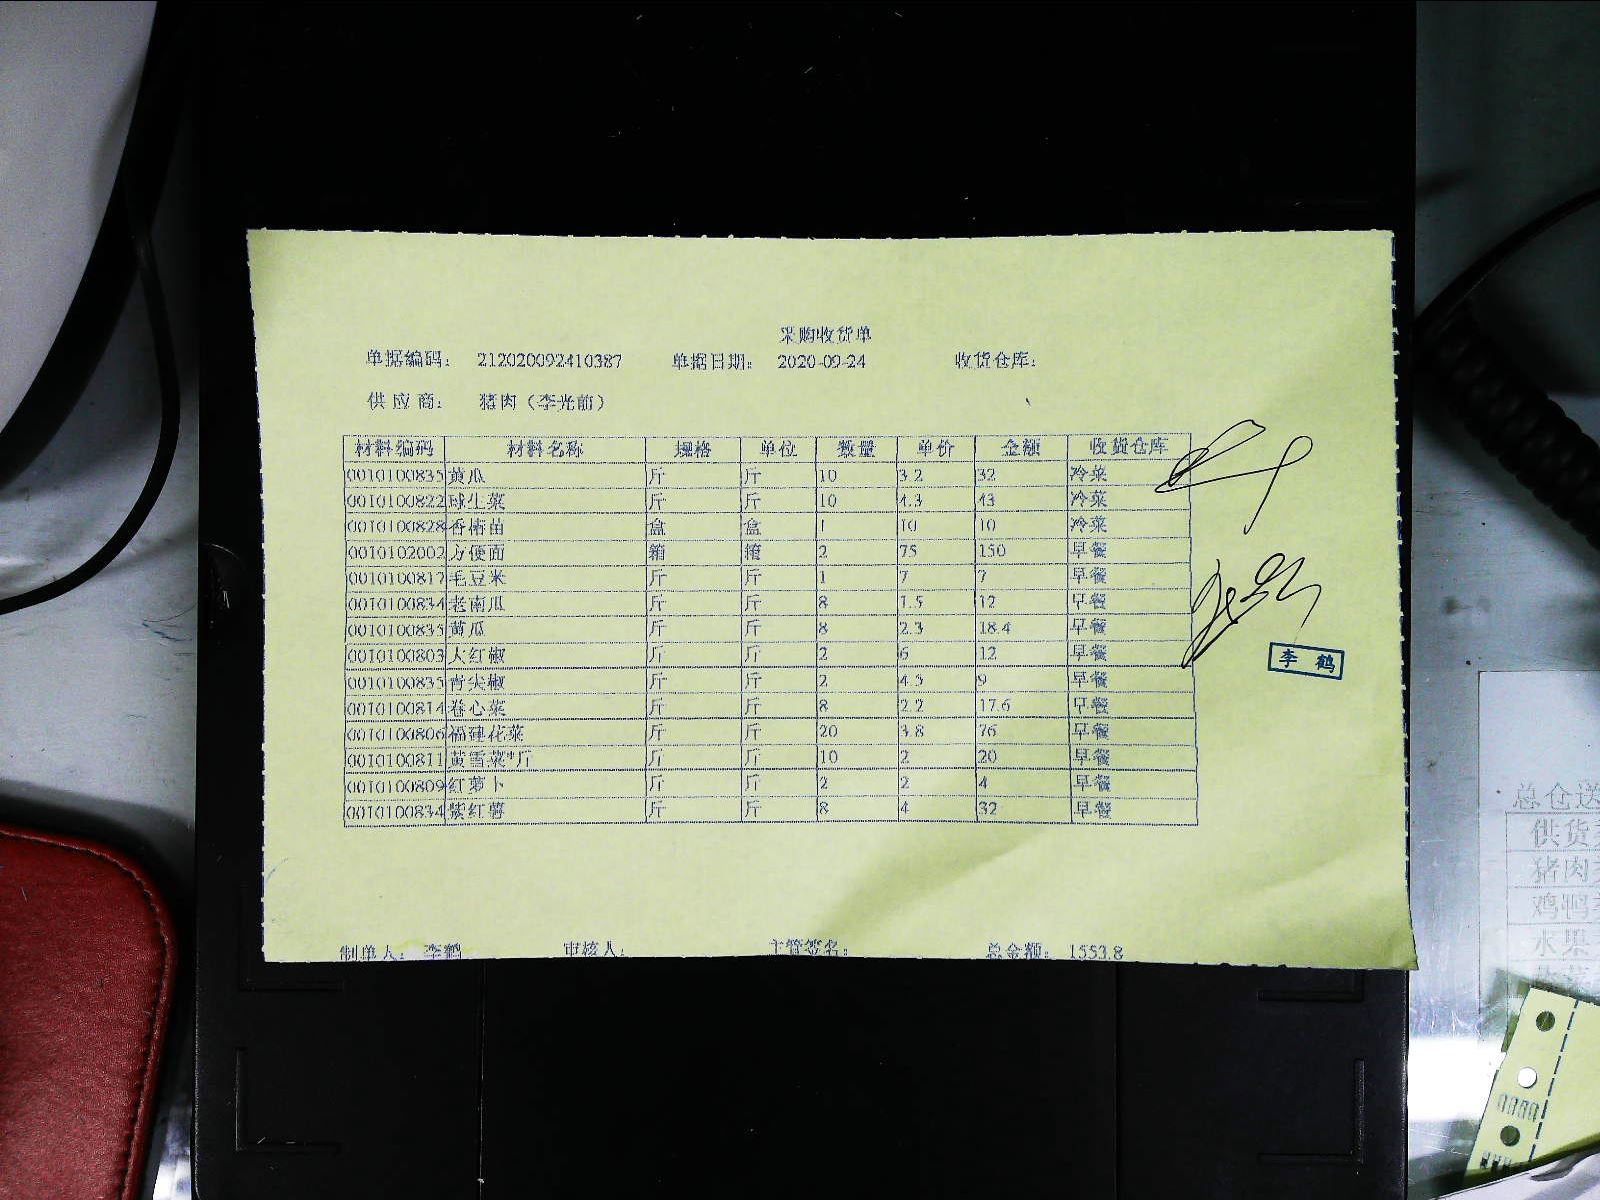 采购收货单
单据编码： 212020092410387 单据日期： 2020-09-24 收货仓库：
供应商： 猪肉（李光前）
材料编码 材料名称 规格 单位 数量 单价 金额 收货仓库
0010100835 黄瓜 斤 斤 10 3.2 32 冷菜
0010100822 球生菜 斤 斤 10 4.3 43 冷菜
0010100828 香椿苗 盒 盒 1 10 10 冷菜
0010102002 方便面 箱 箱 2 75 150 早餐
0010100817 毛豆米 斤 斤 1 7 7 早餐
0010100834 老南瓜 斤 斤 8 1.5 12 早餐
0010100835 黄瓜 斤 斤 8 2.3 18.4 早餐
0010100803 大红椒 斤 斤 2 6 12 早餐
0010100835 青尖椒 斤 斤 2 4.5 9 早餐
0010100814 卷心菜 斤 斤 8 2.2 17.6 早餐
0010100806 福建花菜 斤 斤 20 3.8 76 早餐
0010100811 黄雪菜*斤 斤 斤 10 2 20 早餐
0010100809 红萝卜 斤 斤 2 2 4 早餐
0010100834 紫红薯 斤 斤 8 4 32 早餐
李鹤
制单人： 李鹤 审核人： 主管签名： 总金额： 1553.8
总仓送
供货
猪肉
鸡鸭
水果